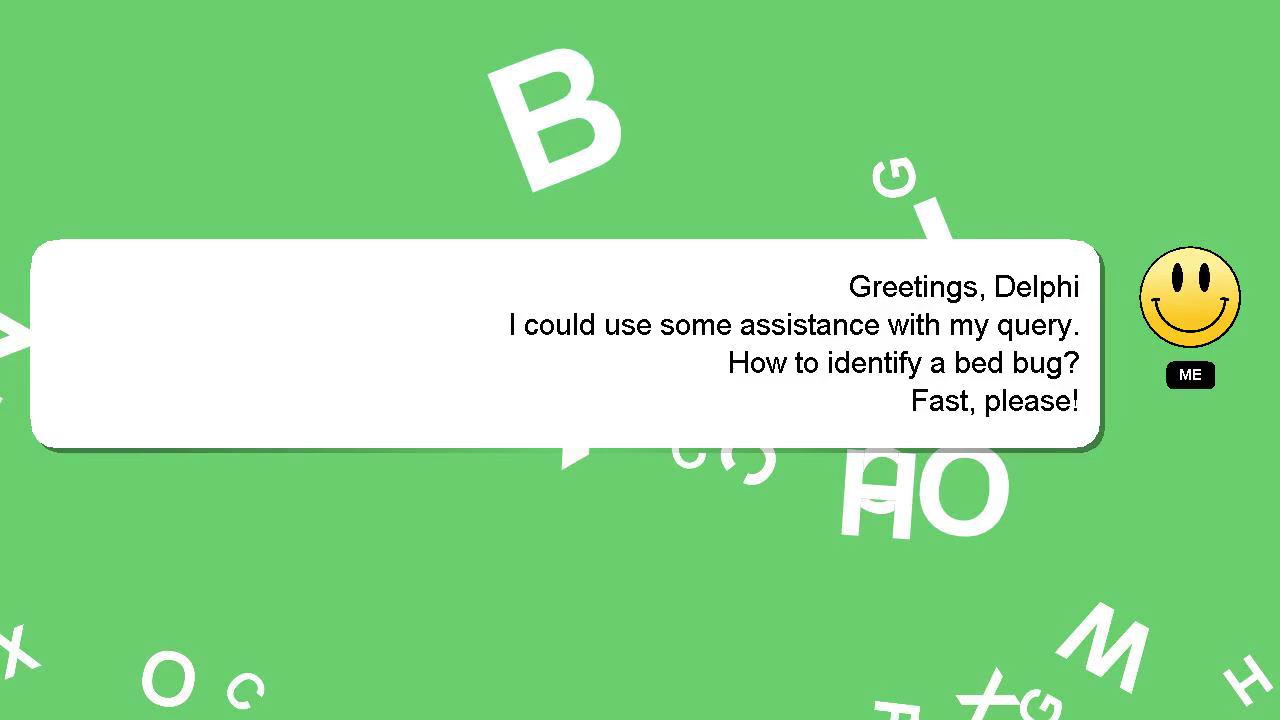 B
G
Greetings, Delphi
I could use some assistance with my query.
How to identify a bed bug?
Fast, please!
ME
C
C
H
O
X
O
C
M
H
X
G